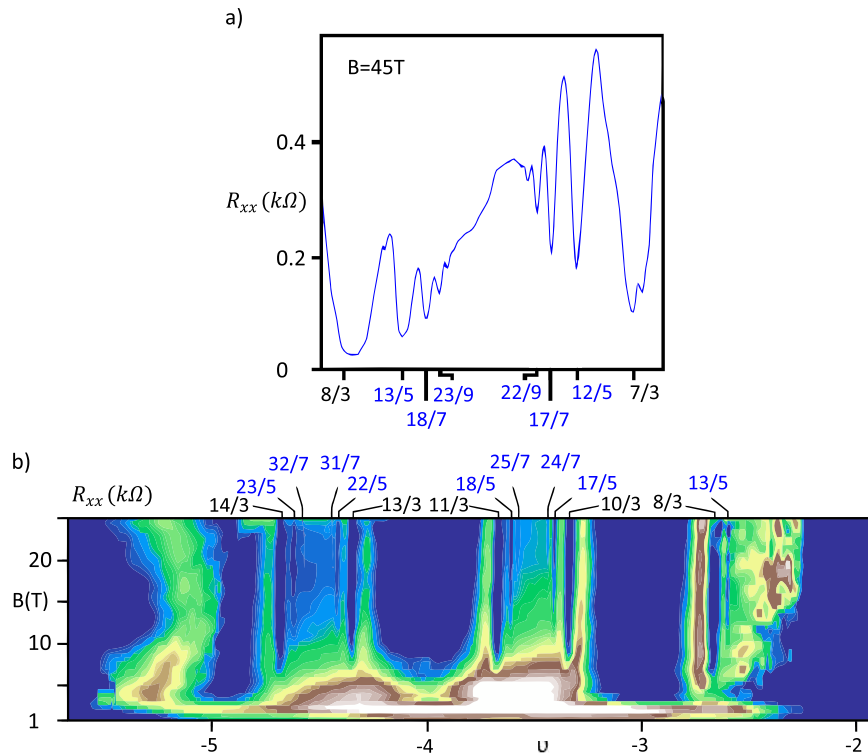 a)
B=45T
0.4
R_xx (kΩ)
0.2
0
8/3 13/5 23/9 22/9 12/5 7/3
18/7 17/7
b)
32/7 31/7 25/7 24/7
23/5 22/5 18/5 17/5 13/5
R_xx (kΩ) 14/3 13/3 11/3 10/3 8/3
20
B(T)
10
1
-5 -4 υ -3 -2